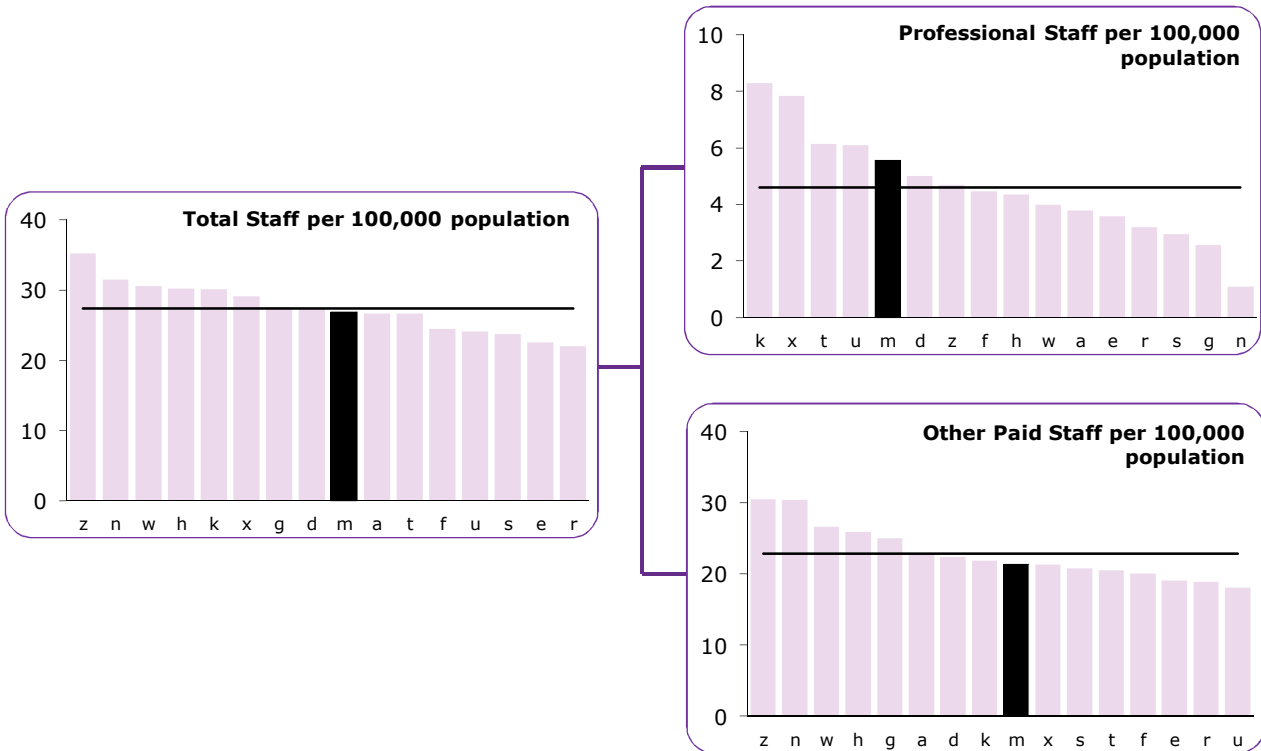 Total Staff per 100,000 population
40
30
20
10
0
z n w h k x g d m a t f u s e r
Professional Staff per 100,000
population
10
8
6
4
2
0
k x t u m d z f h w a e r s g n
Other Paid Staff per 100,000
population
40
30
20
10
0
z n w h g a d k m x s t f e r u